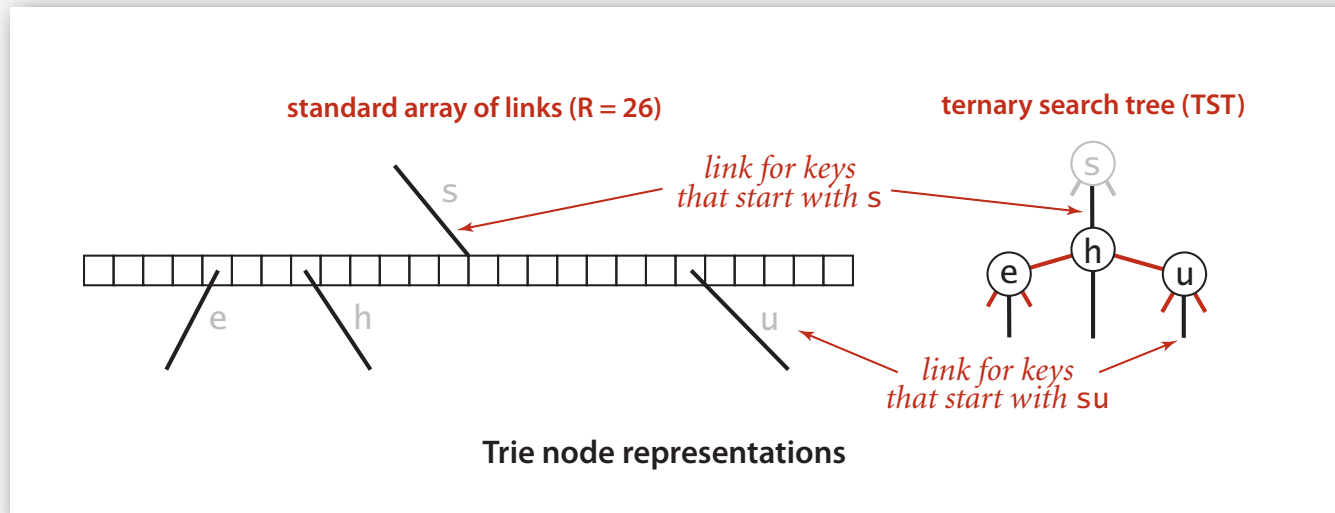 standard array of links (R = 26)
ternary search tree (TST)
link for keys
that start with s
s
s
h
e
u
e
h
u
link for keys
that start with su
Trie node representations